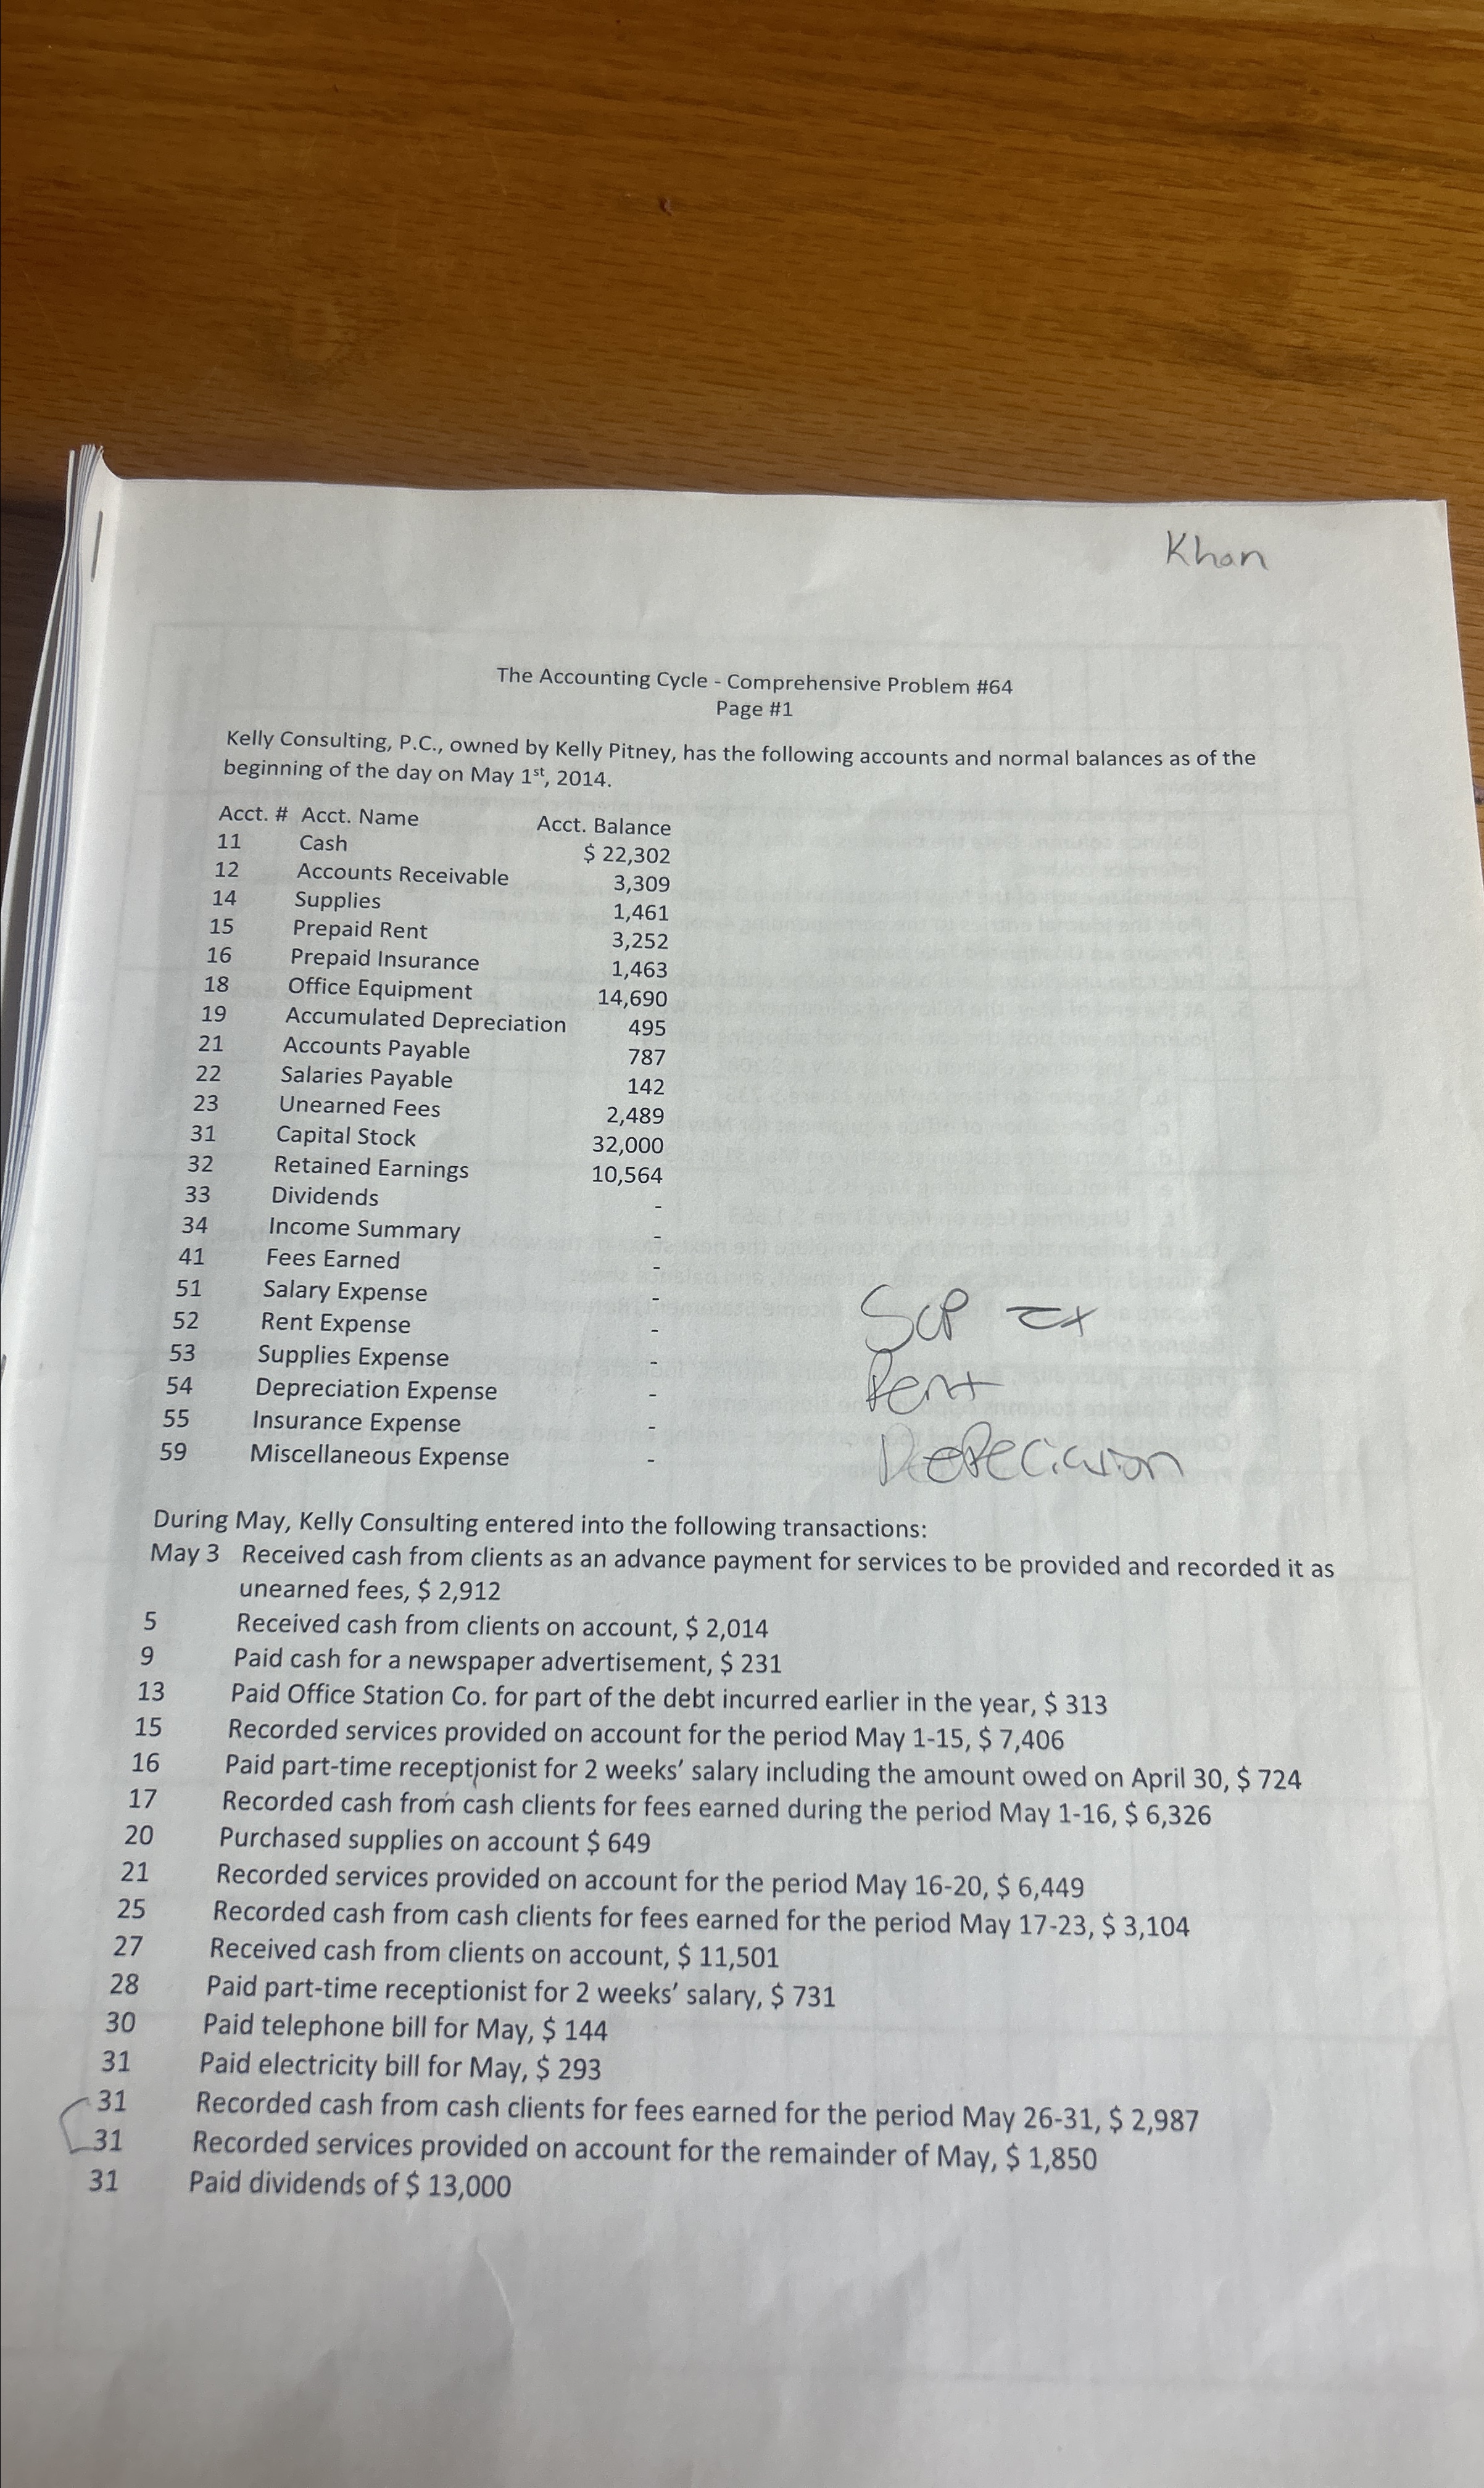 Khan
The Accounting Cycle - Comprehensive Problem #64
Page #1
Kelly Consulting, P.C., owned by Kelly Pitney, has the following accounts and normal balances as of the
beginning of the day on May 1st, 2014.
Acct. # Acct. Name Acct. Balance
11 Cash $ 22,302
12 Accounts Receivable 3,309
14 Supplies 1,461
15 Prepaid Rent 3,252
16 Prepaid Insurance 1,463
18 Office Equipment 14,690
19 Accumulated Depreciation 495
21 Accounts Payable 787
22 Salaries Payable 142
23 Unearned Fees 2,489
31 Capital Stock 32,000
32 Retained Earnings 10,564
33 Dividends -
34 Income Summary -
41 Fees Earned -
51 Salary Expense -
52 Rent Expense -
53 Supplies Expense -
54 Depreciation Expense -
55 Insurance Expense -
59 Miscellaneous Expense -
Rent
During May, Kelly Consulting entered into the following transactions:
May 3 Received cash from clients as an advance payment for services to be provided and recorded it as
unearned fees, $ 2,912
5 Received cash from clients on account, $ 2,014
9 Paid cash for a newspaper advertisement, $ 231
13 Paid Office Station Co. for part of the debt incurred earlier in the year, $ 313
15 Recorded services provided on account for the period May 1-15, $ 7,406
16 Paid part-time receptionist for 2 weeks' salary including the amount owed on April 30, $ 724
17 Recorded cash from cash clients for fees earned during the period May 1-16, $ 6,326
20 Purchased supplies on account $ 649
21 Recorded services provided on account for the period May 16-20, $ 6,449
25 Recorded cash from cash clients for fees earned for the period May 17-23, $ 3,104
27 Received cash from clients on account, $ 11,501
28 Paid part-time receptionist for 2 weeks' salary, $ 731
30 Paid telephone bill for May, $ 144
31 Paid electricity bill for May, $ 293
31 Recorded cash from cash clients for fees earned for the period May 26-31, $ 2,987
31 Recorded services provided on account for the remainder of May, $ 1,850
31 Paid dividends of $ 13,000